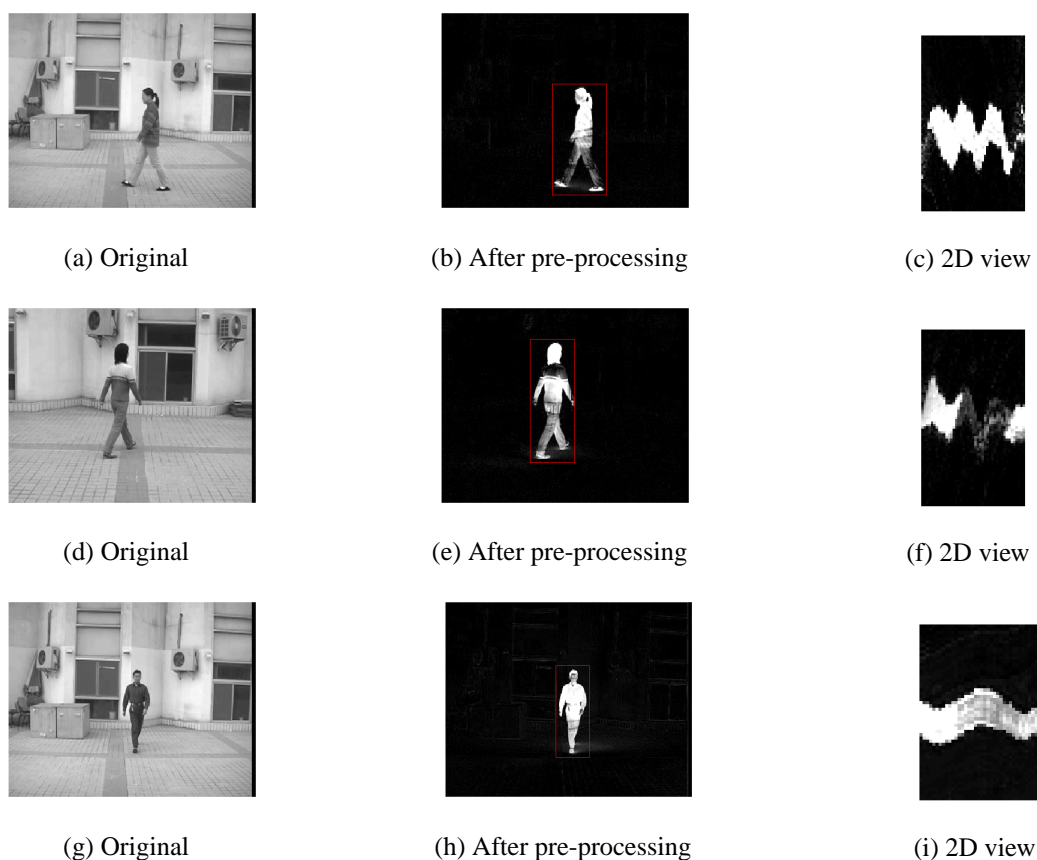 (a) Original
(b) After pre-processing
(c) 2D view
(d) Original
(e) After pre-processing
(f) 2D view
(g) Original
(h) After pre-processing
(i) 2D view